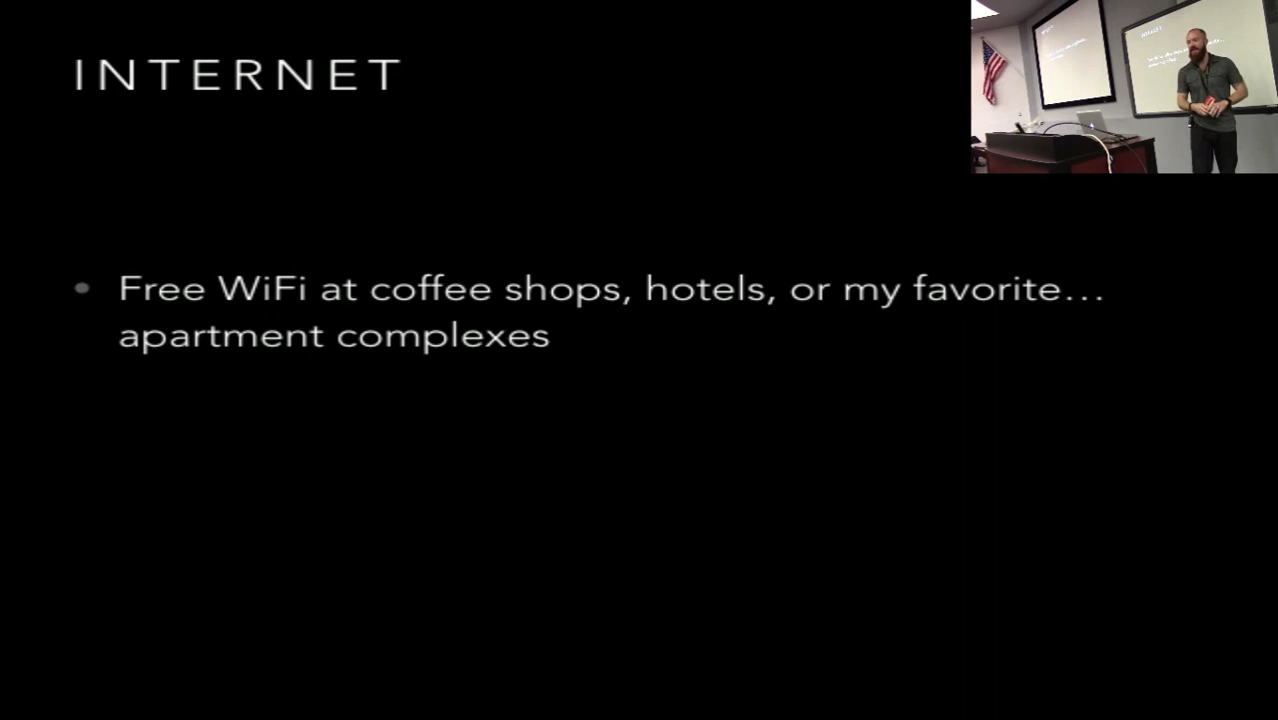 INTERNET
• Free WiFi at coffee shops, hotels, or my favorite…
apartment complexes